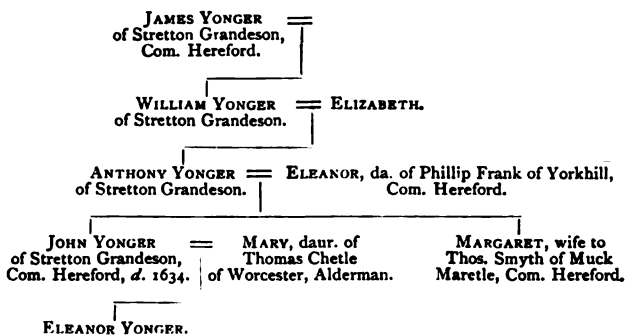 JAMES YONGER =
of Stretton Grandeson,
Com. Hereford.
WILLIAM YONGER = ELIZABETH.
of Stretton Grandeson.
ANTHONY YONGER = ELEANOR, da. of Phillip Frank of Yorkhill,
of Stretton Grandeson. Com. Hereford.
JOHN YONGER = MARY, daur. of MARGARET, wife to
of Stretton Grandeson, Thomas Chetle Thos. Smyth of Muck
Com. Hereford, d. 1634. of Worcester, Alderman. Maretle, Com. Hereford.
ELEANOR YONGER.